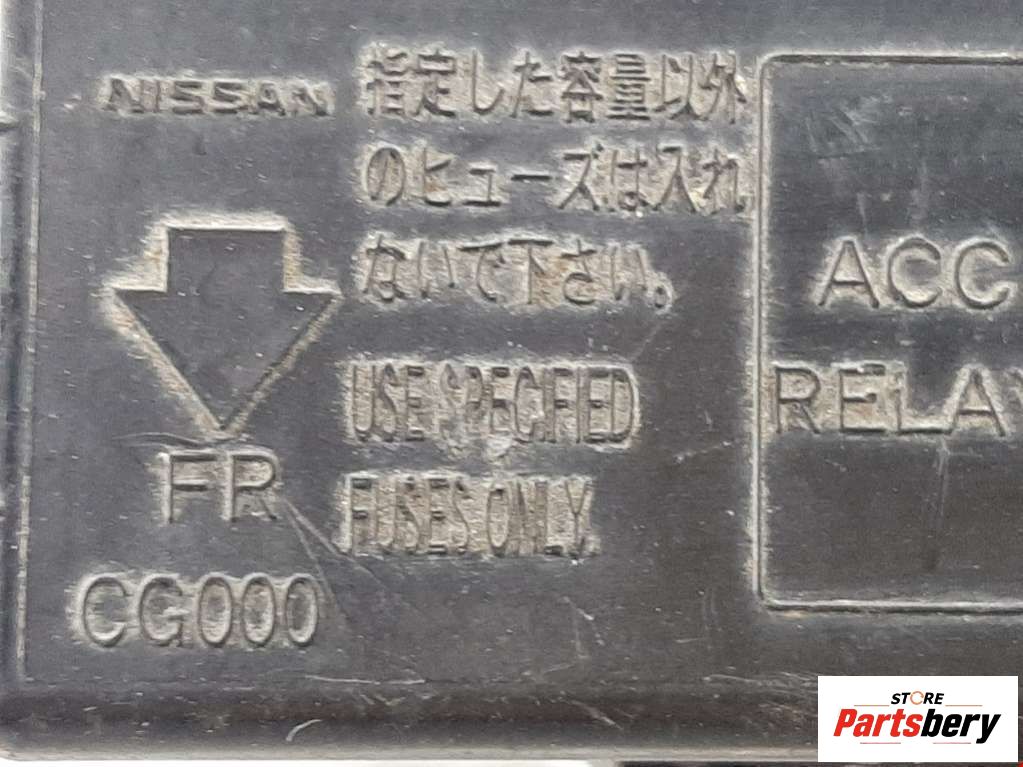 NISSAN
指定した容量以外
のヒューズは入れ
ないで下さい。
USE SPECIFIED
FUSES ONLY.
FR
CG000
ACC
RELAY
STORE
Partsbery